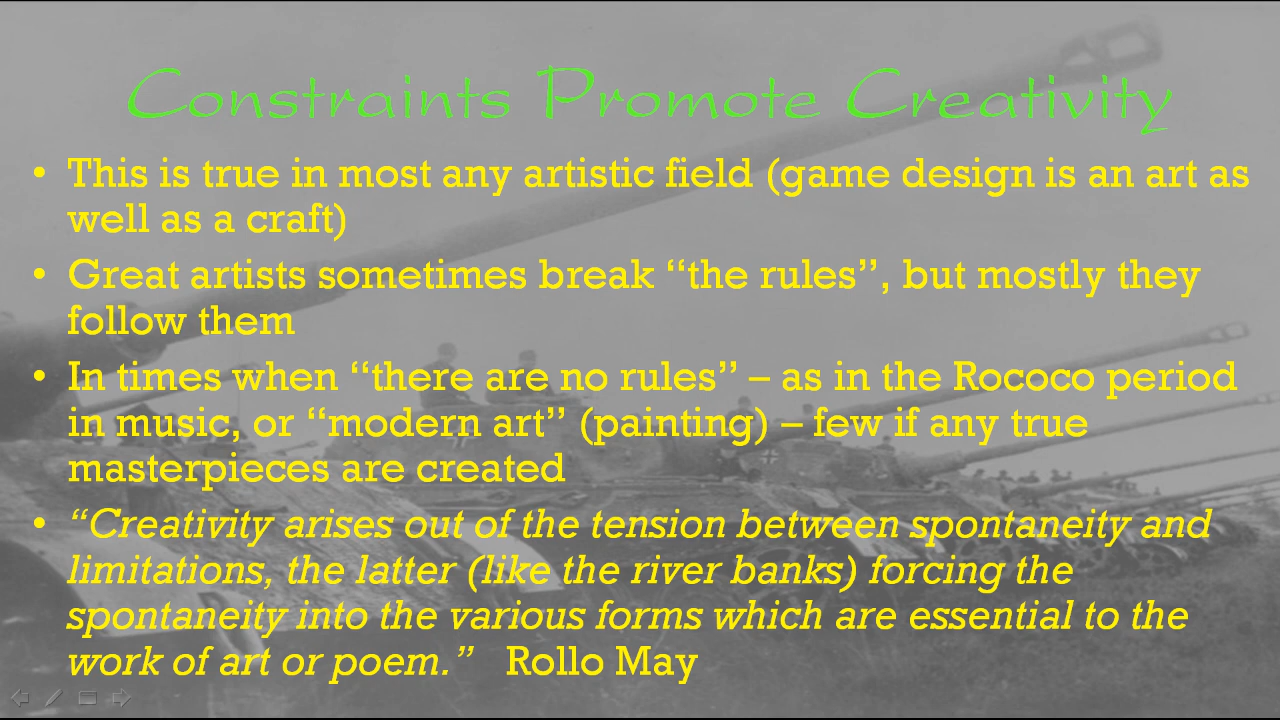 Constraints Promote Creativity
• This is true in most any artistic field (game design is an art as
well as a craft)
• Great artists sometimes break “the rules”, but mostly they
follow them
• In times when “there are no rules” – as in the Rococo period
in music, or “modern art” (painting) – few if any true
masterpieces are created
• “Creativity arises out of the tension between spontaneity and
limitations, the latter (like the river banks) forcing the
spontaneity into the various forms which are essential to the
work of art or poem.” Rollo May